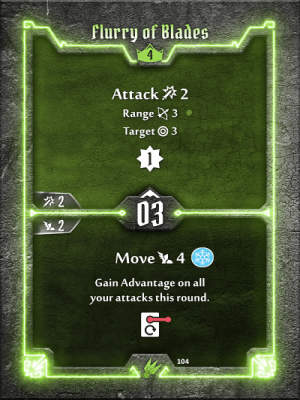 Flurry of Blades
4
Attack 2
Range 3
Target 3
1
2
03
2
Move 4
Gain Advantage on all
your attacks this round.
104